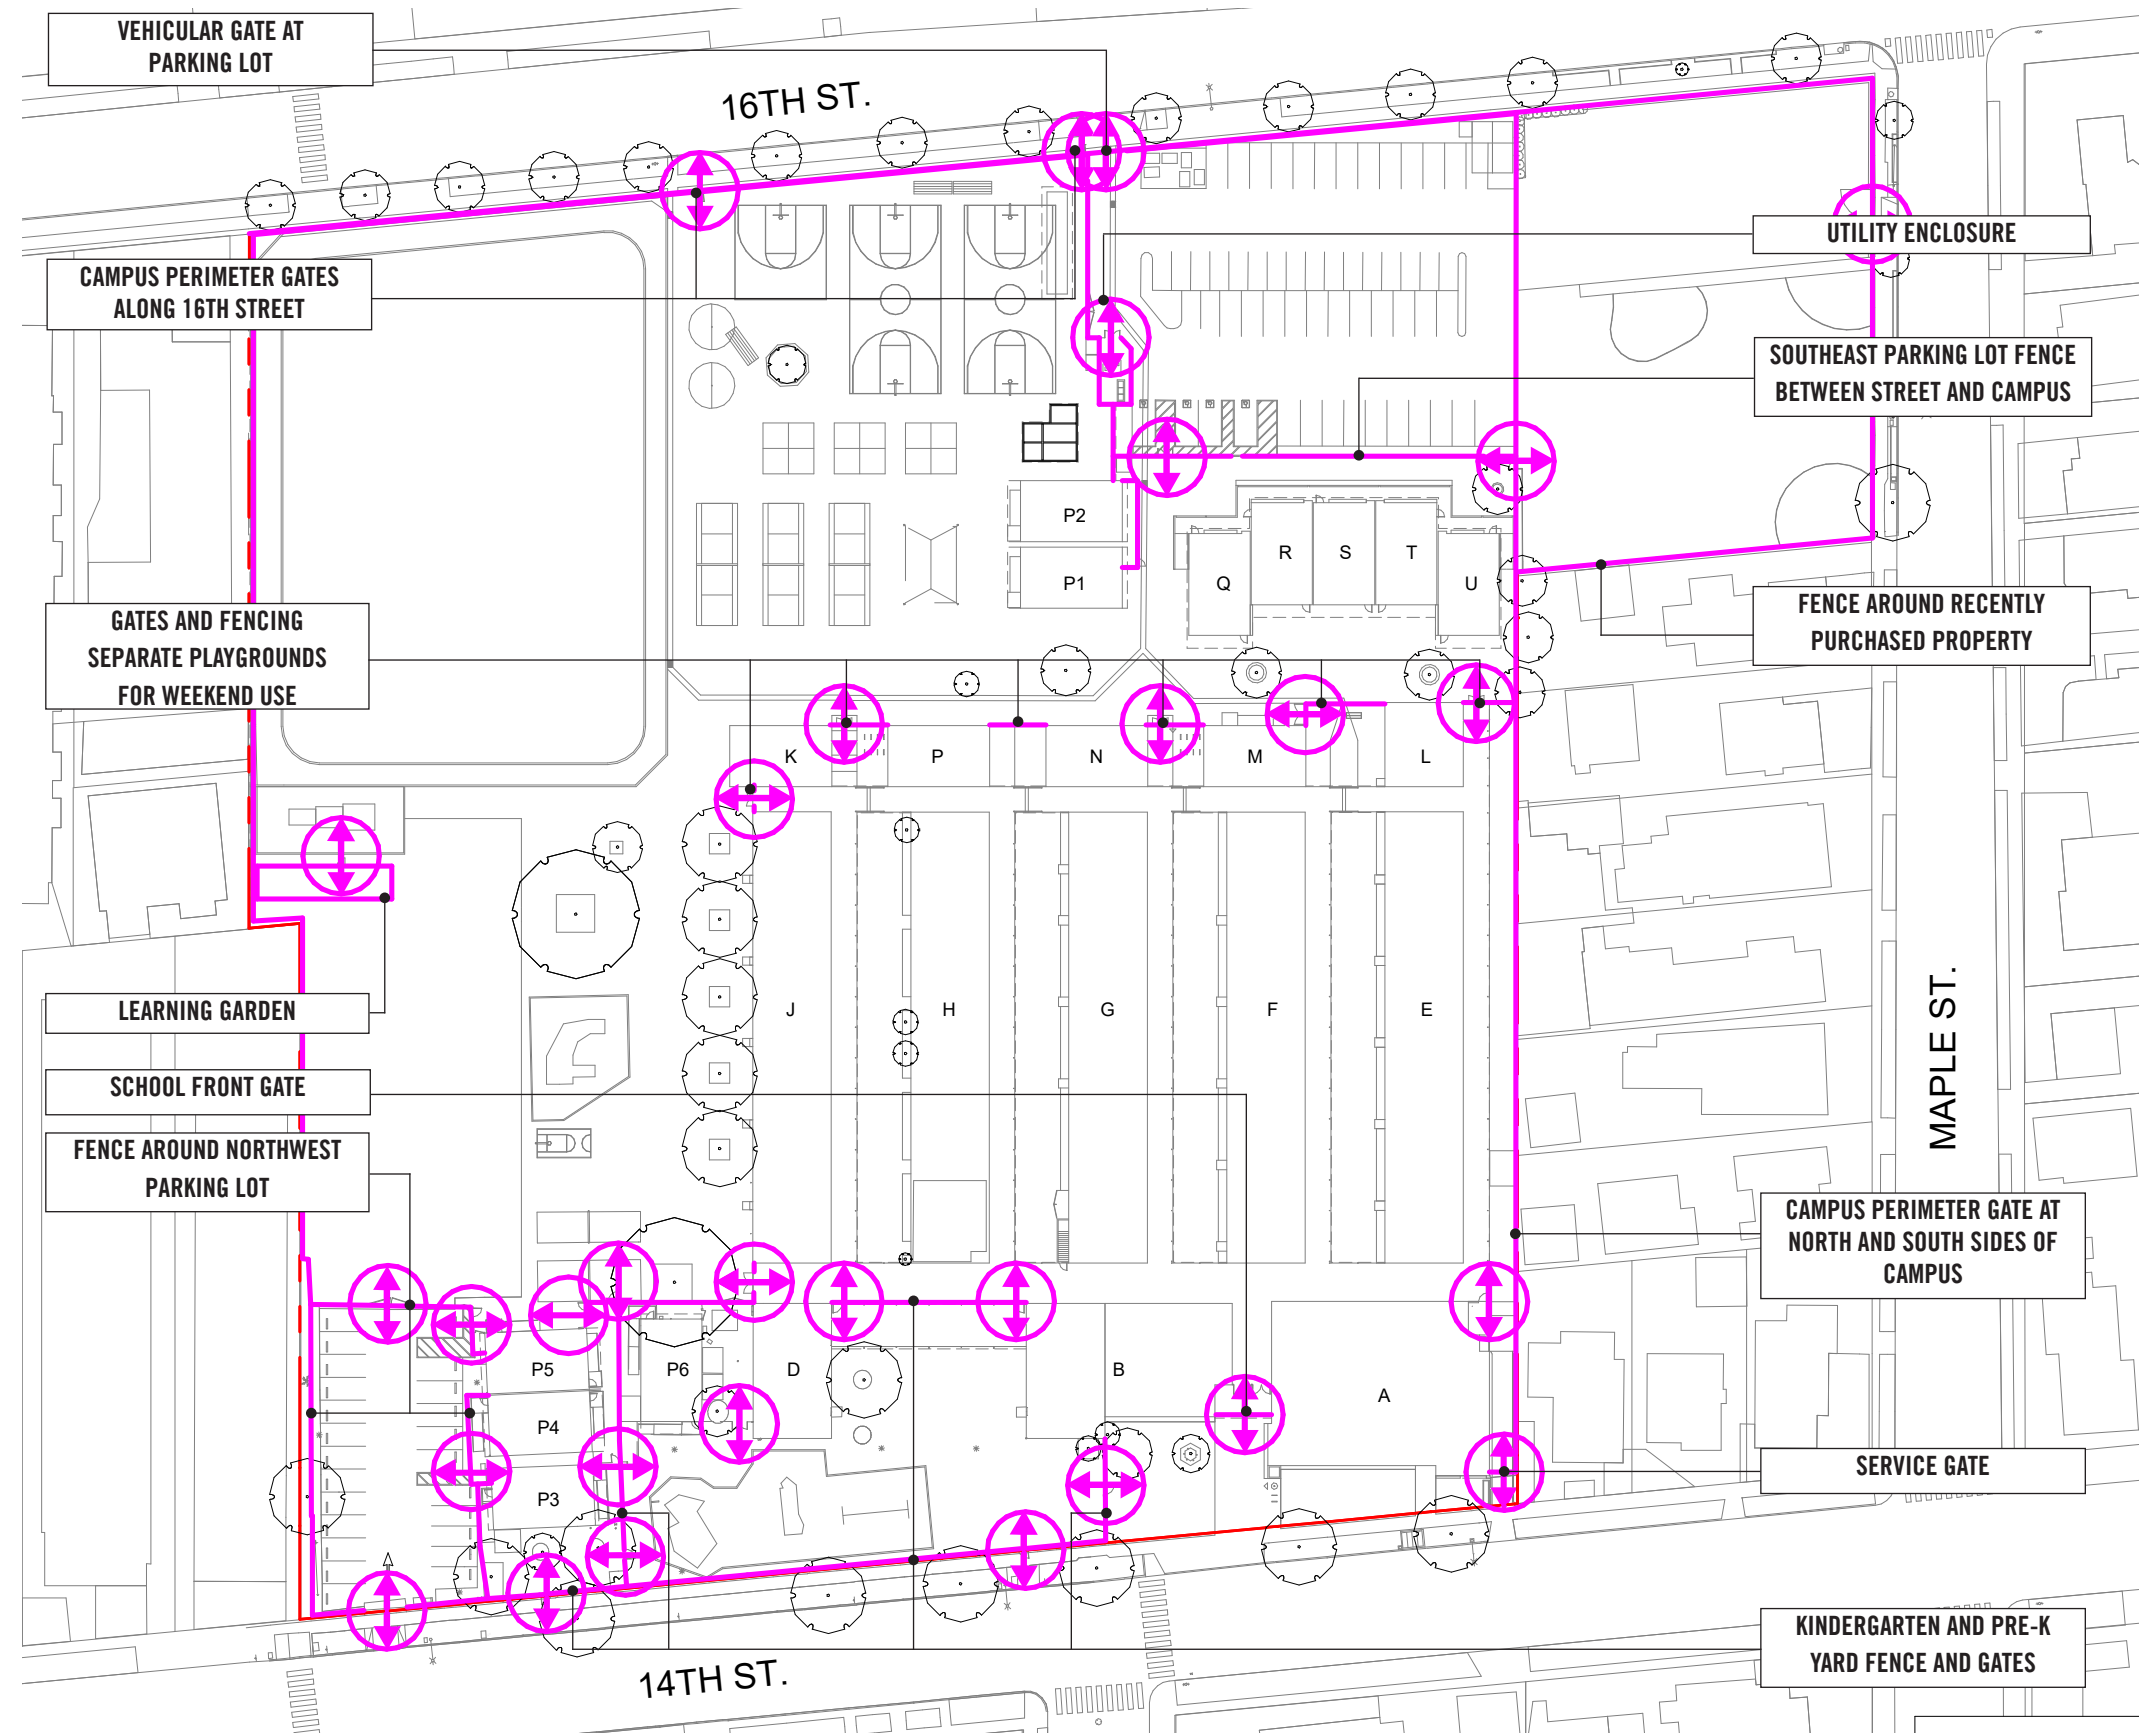 VEHICULAR GATE AT
PARKING LOT
16TH ST.
UTILITY ENCLOSURE
CAMPUS PERIMETER GATES
ALONG 16TH STREET
SOUTHEAST PARKING LOT FENCE
BETWEEN STREET AND CAMPUS
P2
R
S
T
Q
U
P1
FENCE AROUND RECENTLY
PURCHASED PROPERTY
GATES AND FENCING
SEPARATE PLAYGROUNDS
FOR WEEKEND USE
K
P
N
M
L
LEARNING GARDEN
J
H
G
F
E
MAPLE ST.
SCHOOL FRONT GATE
FENCE AROUND NORTHWEST
PARKING LOT
CAMPUS PERIMETER GATE AT
NORTH AND SOUTH SIDES OF
CAMPUS
P5
P6
D
B
A
P4
P3
SERVICE GATE
KINDERGARTEN AND PRE-K
YARD FENCE AND GATES
14TH ST.